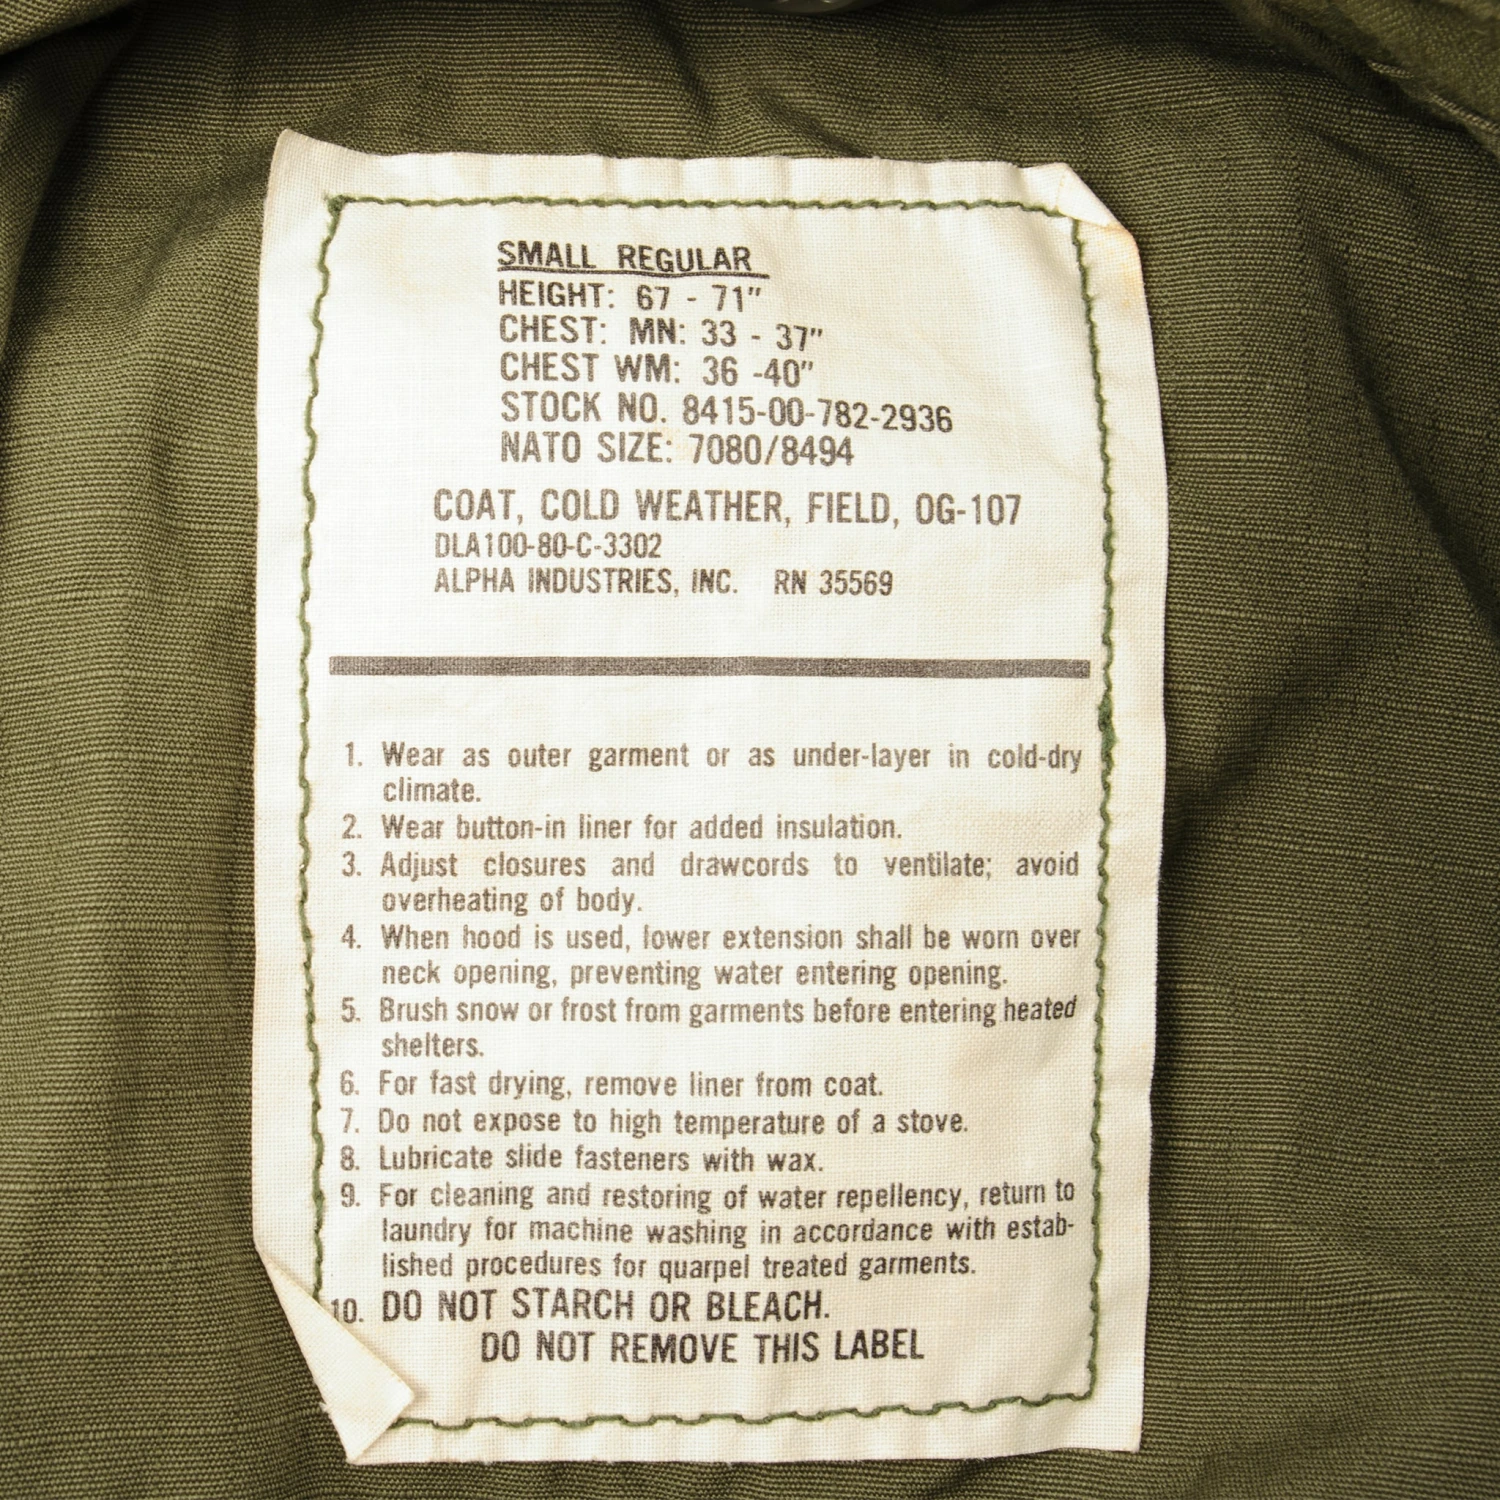 SMALL REGULAR
HEIGHT: 67 - 71"
CHEST: MN: 33 - 37"
CHEST WM: 36 -40"
STOCK NO. 8415-00-782-2936
NATO SIZE: 7080/8494
COAT, COLD WEATHER, FIELD, OG-107
DLA100-80-C-3302
ALPHA INDUSTRIES, INC. RN 35569
1. Wear as outer garment or as under-layer in cold-dry
climate.
2. Wear button-in liner for added insulation.
3. Adjust closures and drawcords to ventilate; avoid
overheating of body.
4. When hood is used, lower extension shall be worn over
neck opening, preventing water entering opening.
5. Brush snow or frost from garments before entering heated
shelters.
6. For fast drying, remove liner from coat.
7. Do not expose to high temperature of a stove.
8. Lubricate slide fasteners with wax.
9. For cleaning and restoring of water repellency, return to
laundry for machine washing in accordance with estab-
lished procedures for quarpel treated garments.
10. DO NOT STARCH OR BLEACH.
DO NOT REMOVE THIS LABEL